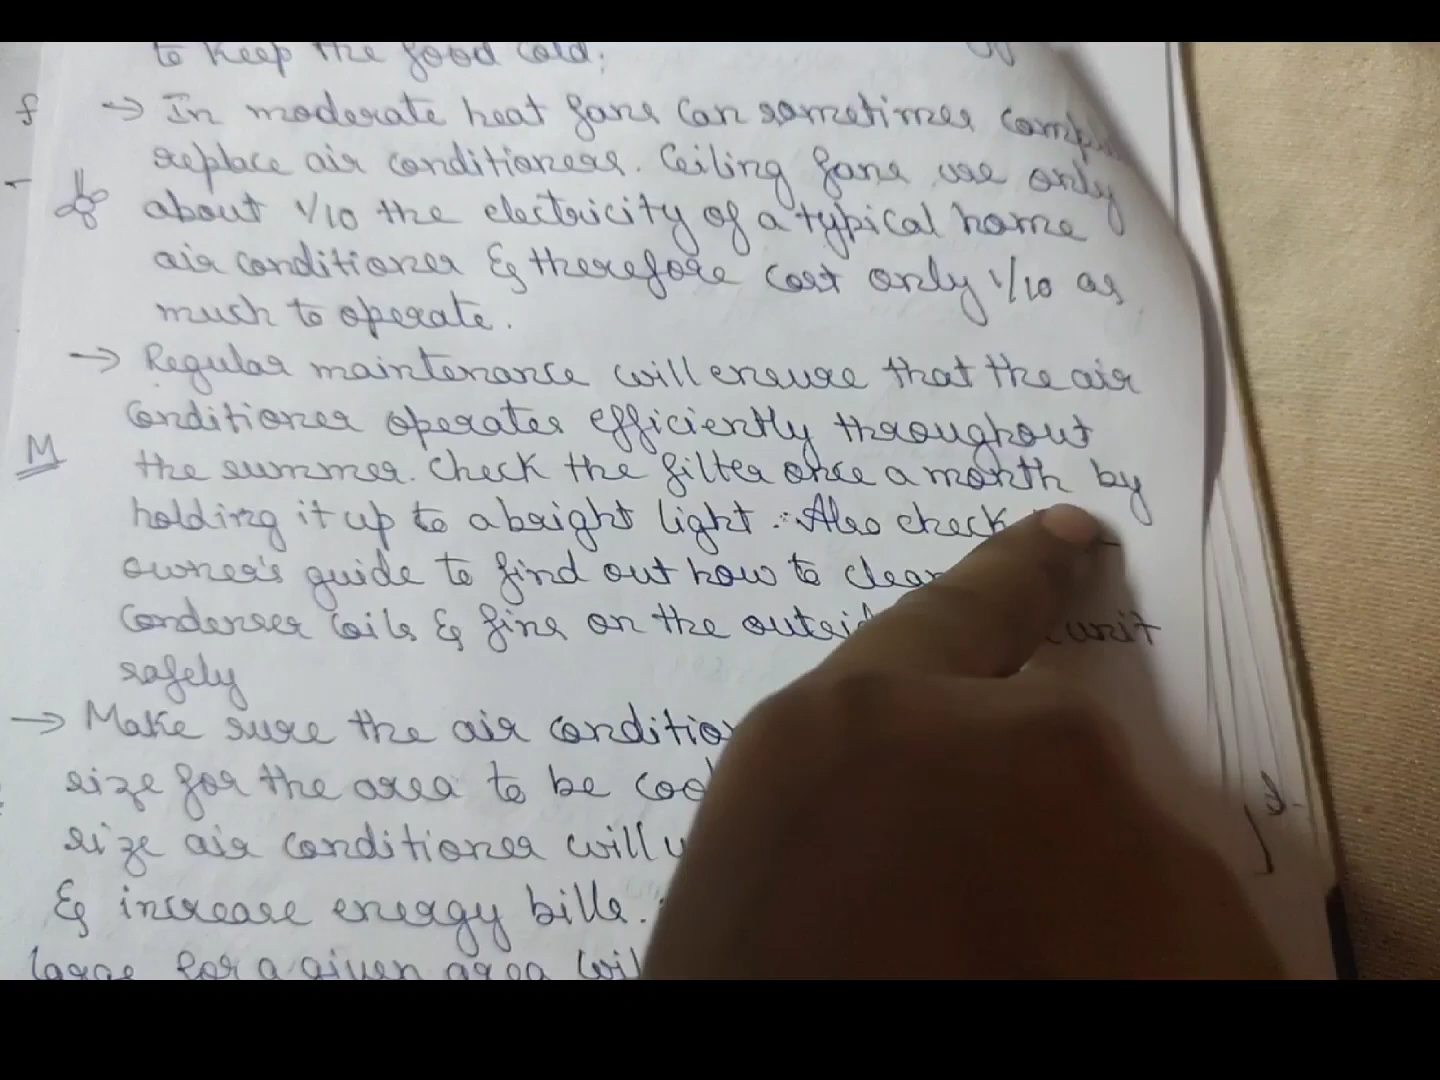 to keep the food cold.
f → In moderate heat fans can sometimes
replace air conditioners. Ceiling fans use only
about 1/10 the electricity of a typical home
air conditioner & therefore cost only 1/10 as
much to operate.
→ Regular maintenance will ensure that the air
conditioner operates efficiently throughout
M the summer. Check the filter once a month by
holding it up to a bright light. Also check
owner's guide to find out how to clean
condenser coils & fins on the outside unit
safely
→ Make sure the air
size for the area to be
size air conditioner will
& increase energy bills.
large for a given area